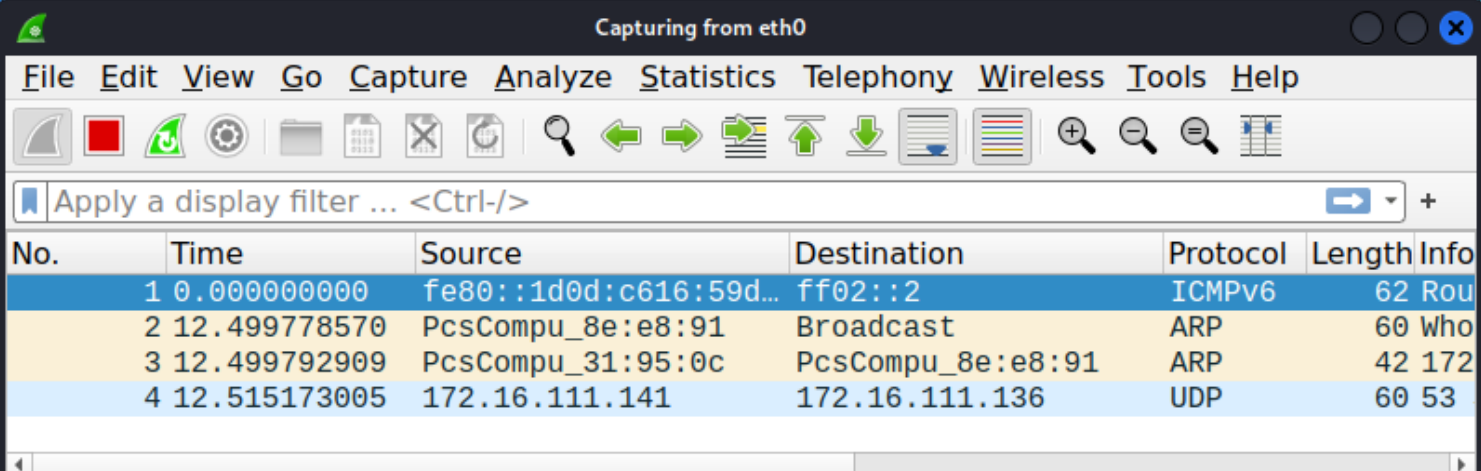 Capturing from eth0
File Edit View Go Capture Analyze Statistics Telephony Wireless Tools Help
Apply a display filter ... <Ctrl-/>
No. Time Source Destination Protocol Length Info
1 0.000000000 fe80::1d0d:c616:59d… ff02::2 ICMPv6 62 Rou
2 12.499778570 PcsCompu_8e:e8:91 Broadcast ARP 60 Who
3 12.499792909 PcsCompu_31:95:0c PcsCompu_8e:e8:91 ARP 42 172
4 12.515173005 172.16.111.141 172.16.111.136 UDP 60 53